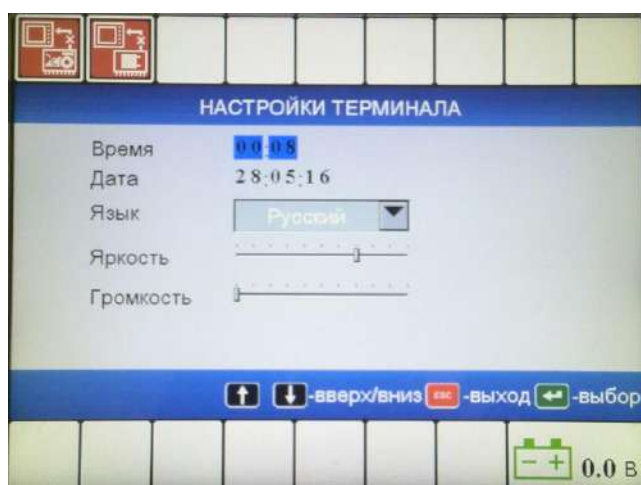 НАСТРОЙКИ ТЕРМИНАЛА
Время 00:08
Дата 28:05:16
Язык Русский
Яркость
Громкость
-вверх/вниз ESC -выход -выбор
0.0 В